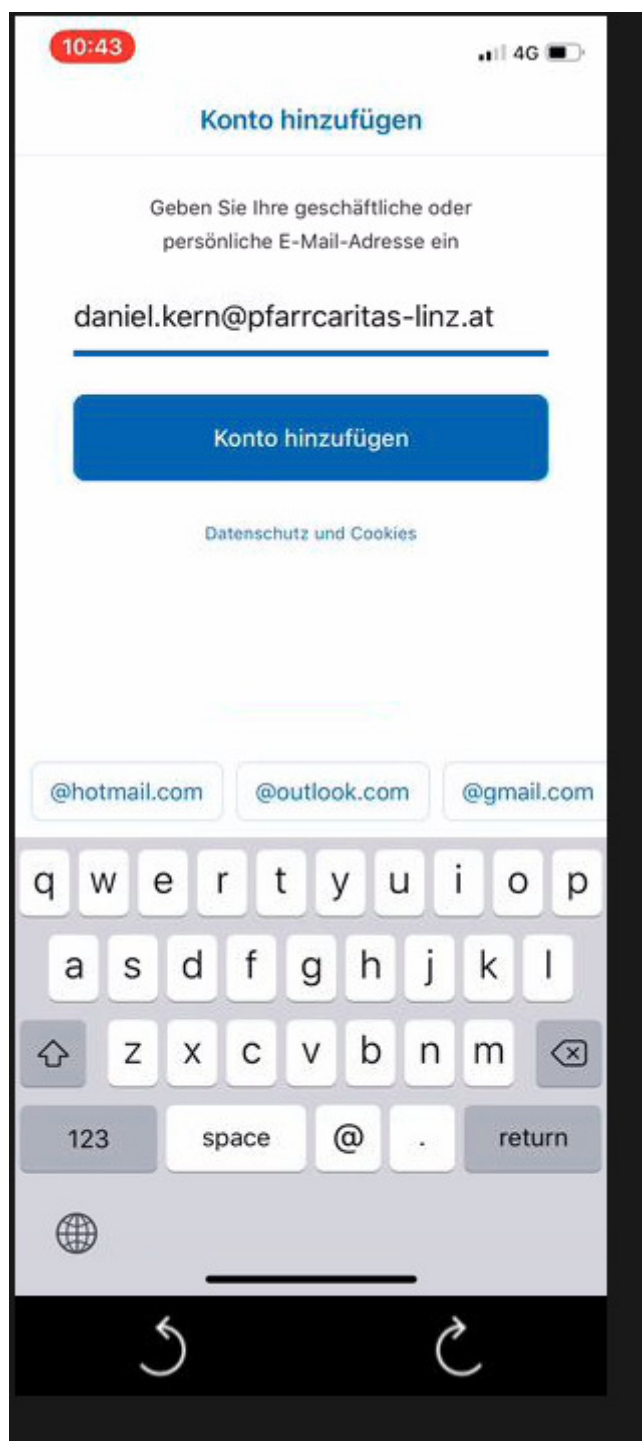 10:43
4G
Konto hinzufügen
Geben Sie Ihre geschäftliche oder
persönliche E-Mail-Adresse ein
daniel.kern@pfarrcaritas-linz.at
Konto hinzufügen
Datenschutz und Cookies
@hotmail.com @outlook.com @gmail.com
q w e r t y u i o p
a s d f g h j k l
z x c v b n m
123 space @ . return